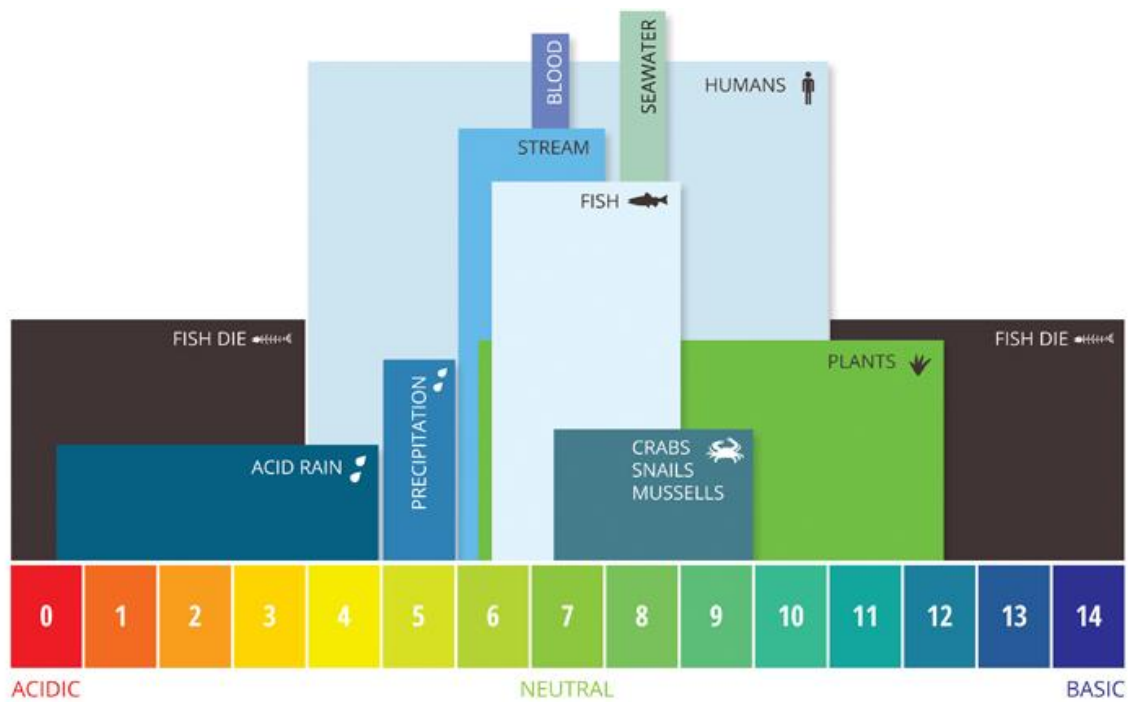 BLOOD
SEAWATER
HUMANS
STREAM
FISH
FISH DIE
FISH DIE
PLANTS
PRECIPITATION
ACID RAIN
CRABS
SNAILS
MUSSELLS
0 1 2 3 4 5 6 7 8 9 10 11 12 13 14
ACIDIC NEUTRAL BASIC